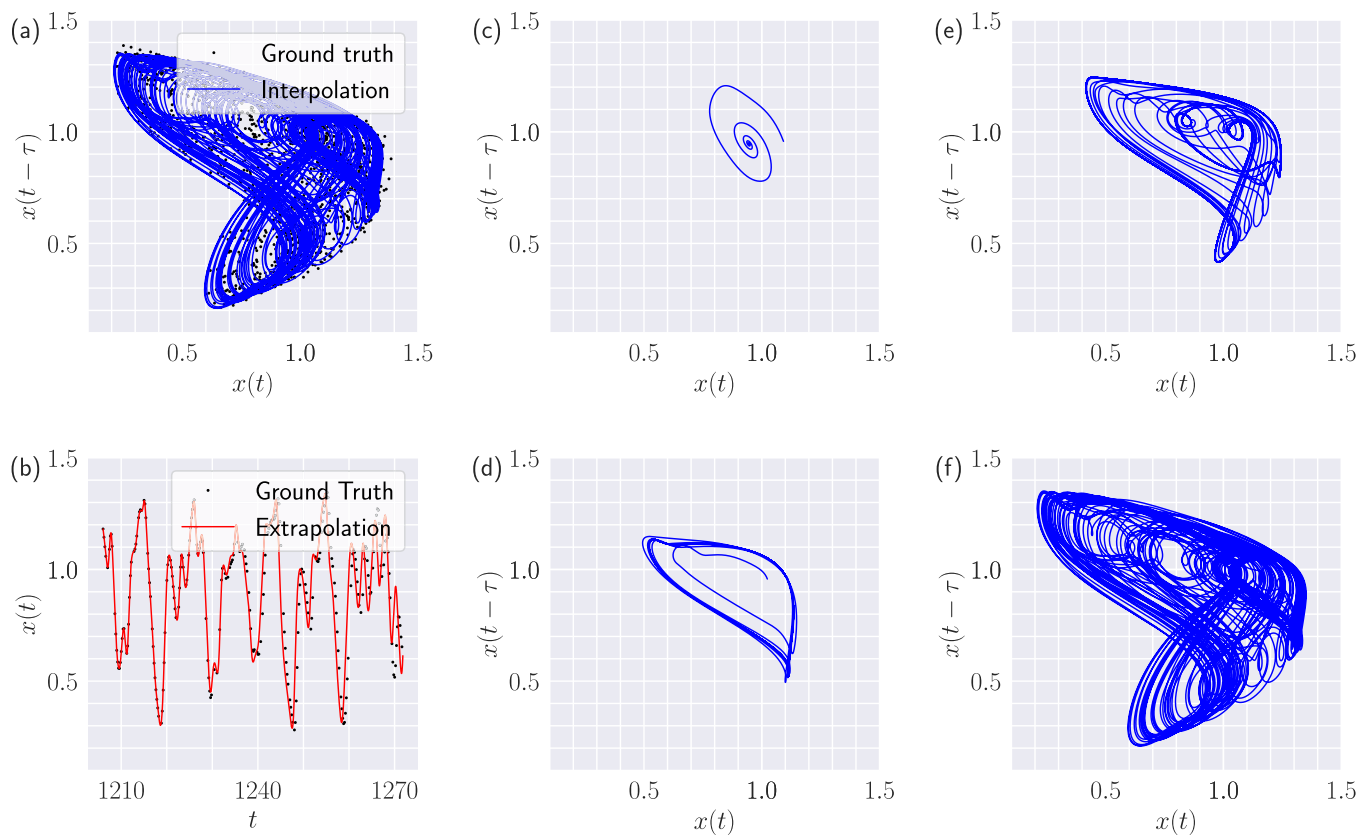 (a)
1.5
1.0
0.5
x(t − τ)
Ground truth
Interpolation
0.5 1.0 1.5
x(t)
(c)
1.5
1.0
0.5
x(t − τ)
0.5 1.0 1.5
x(t)
(e)
1.5
1.0
0.5
x(t − τ)
0.5 1.0 1.5
x(t)
(b)
1.5
1.0
0.5
x(t)
Ground Truth
Extrapolation
1210 1240 1270
t
(d)
1.5
1.0
0.5
x(t − τ)
0.5 1.0 1.5
x(t)
(f)
1.5
1.0
0.5
x(t − τ)
0.5 1.0 1.5
x(t)